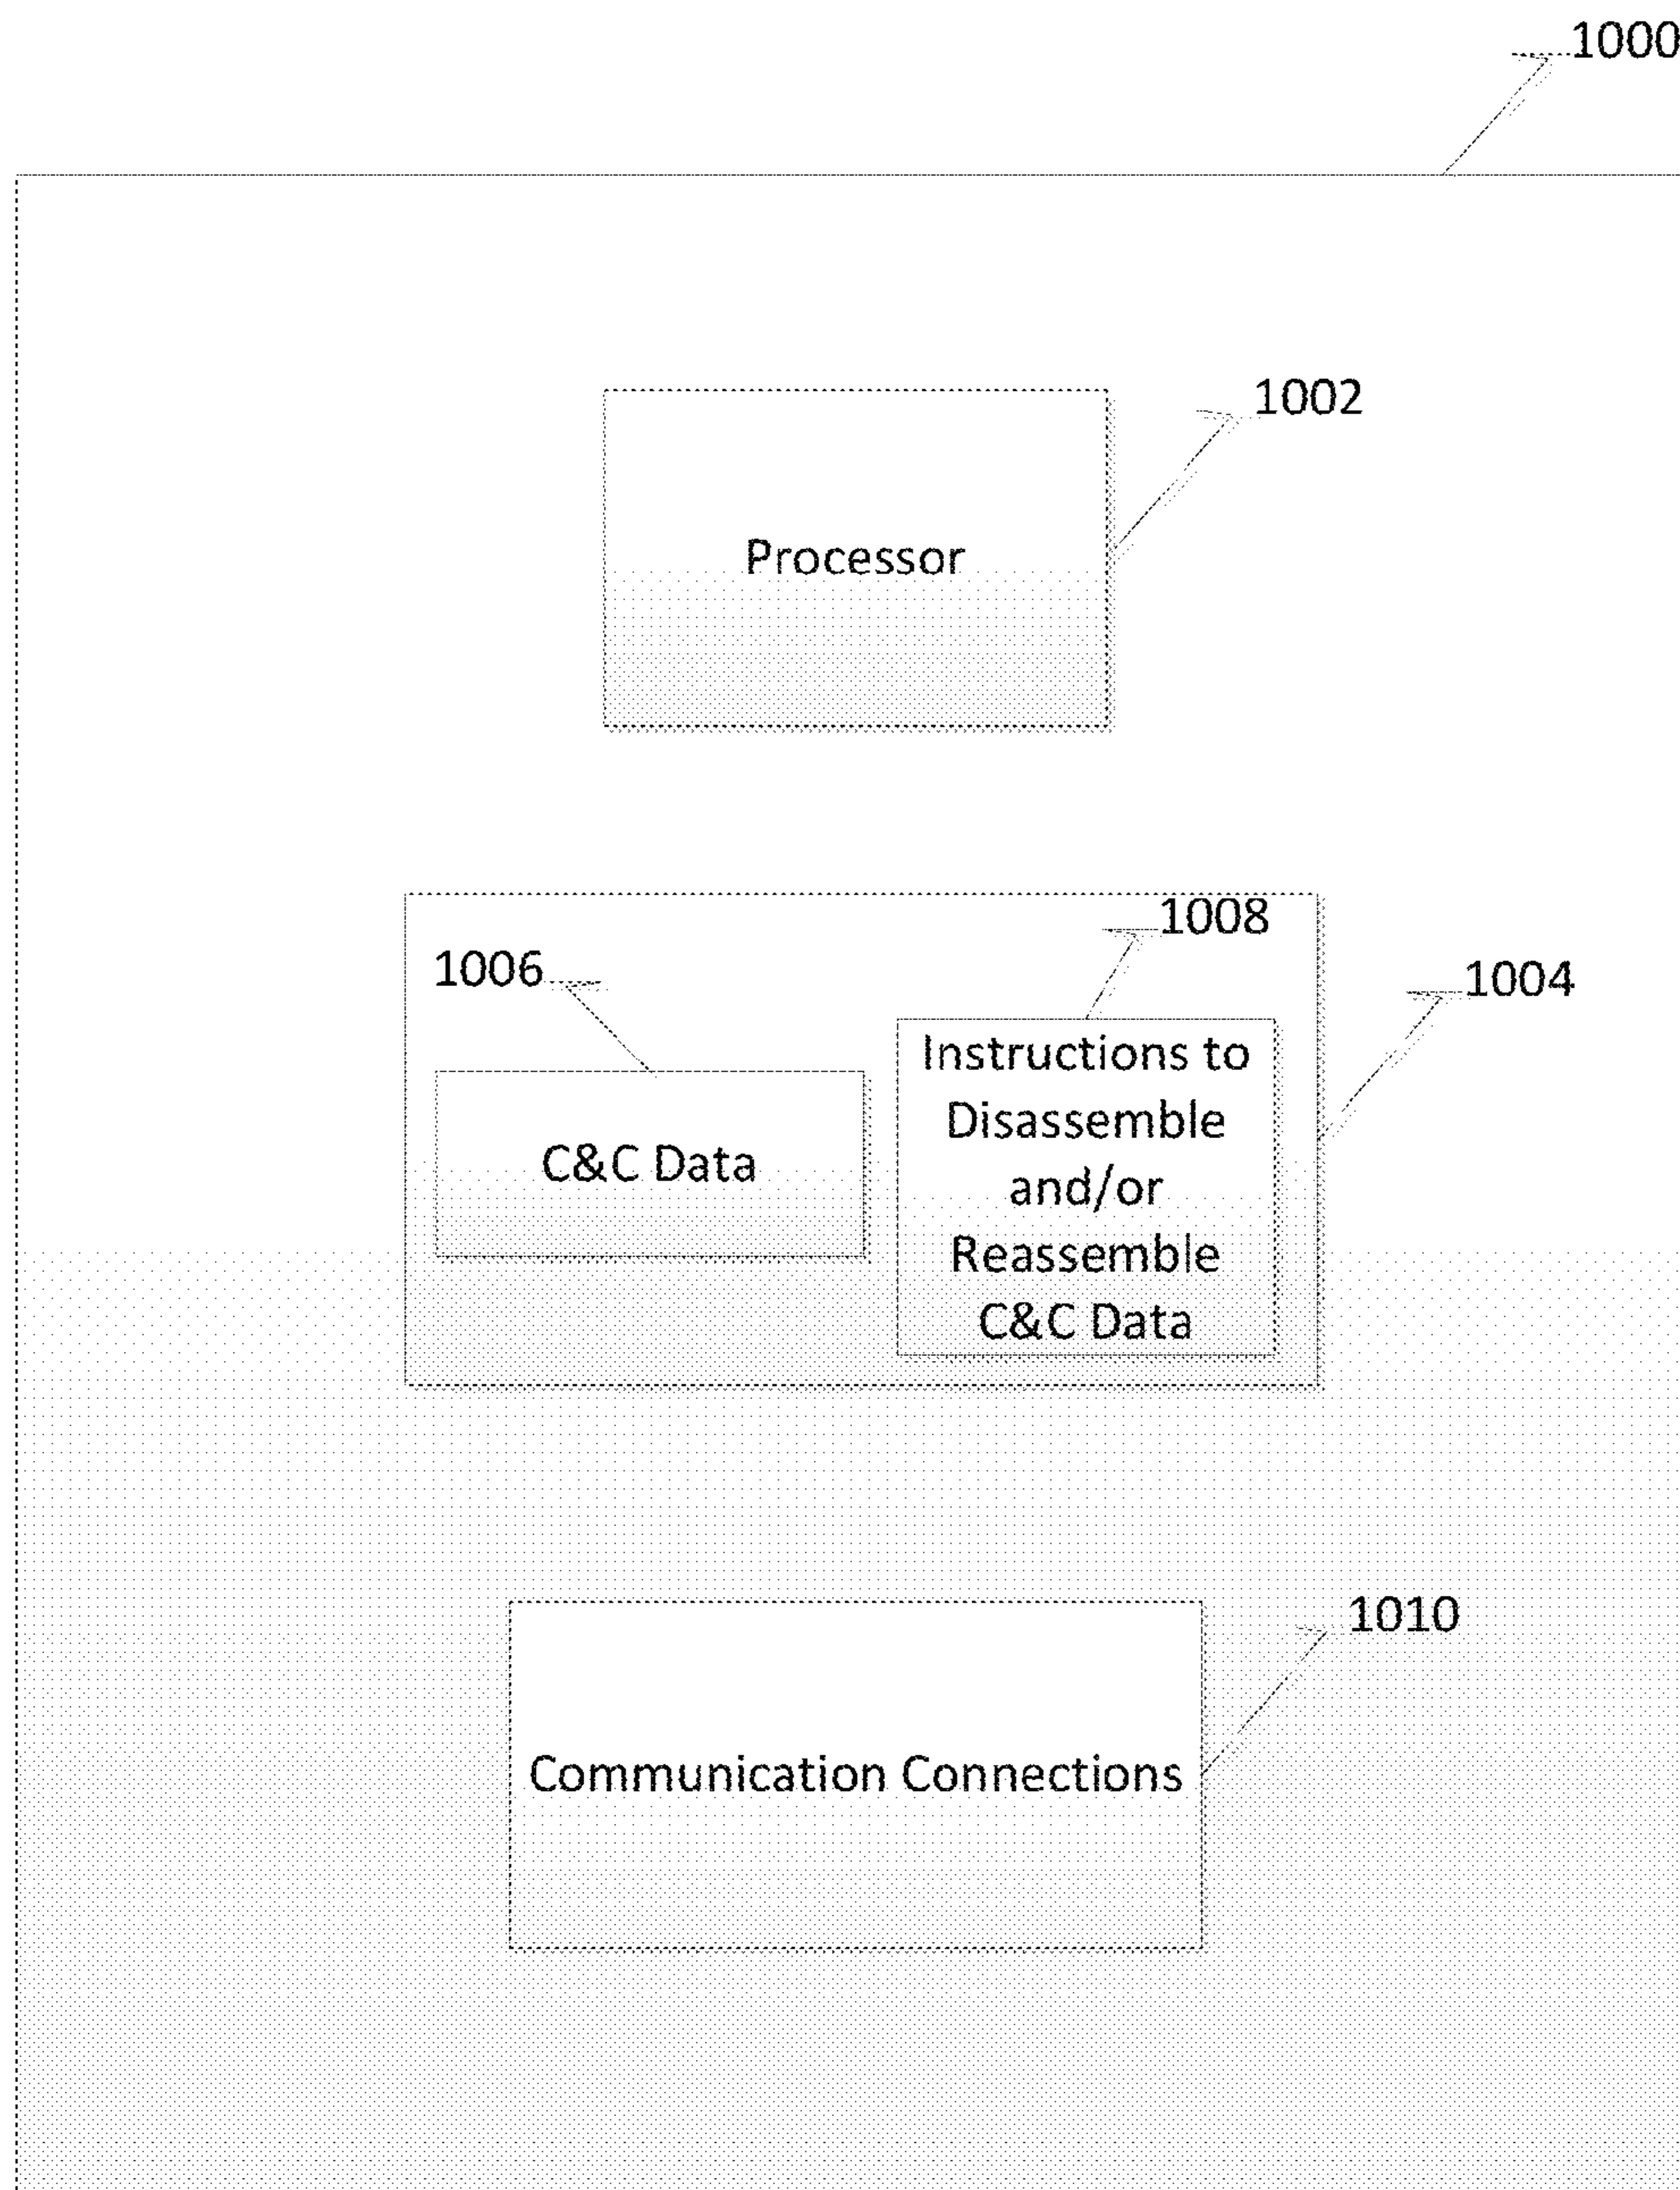 1000
1002
Processor
1008
1006
1004
Instructions to
Disassemble
and/or
Reassemble
C&C Data
C&C Data
1010
Communication Connections